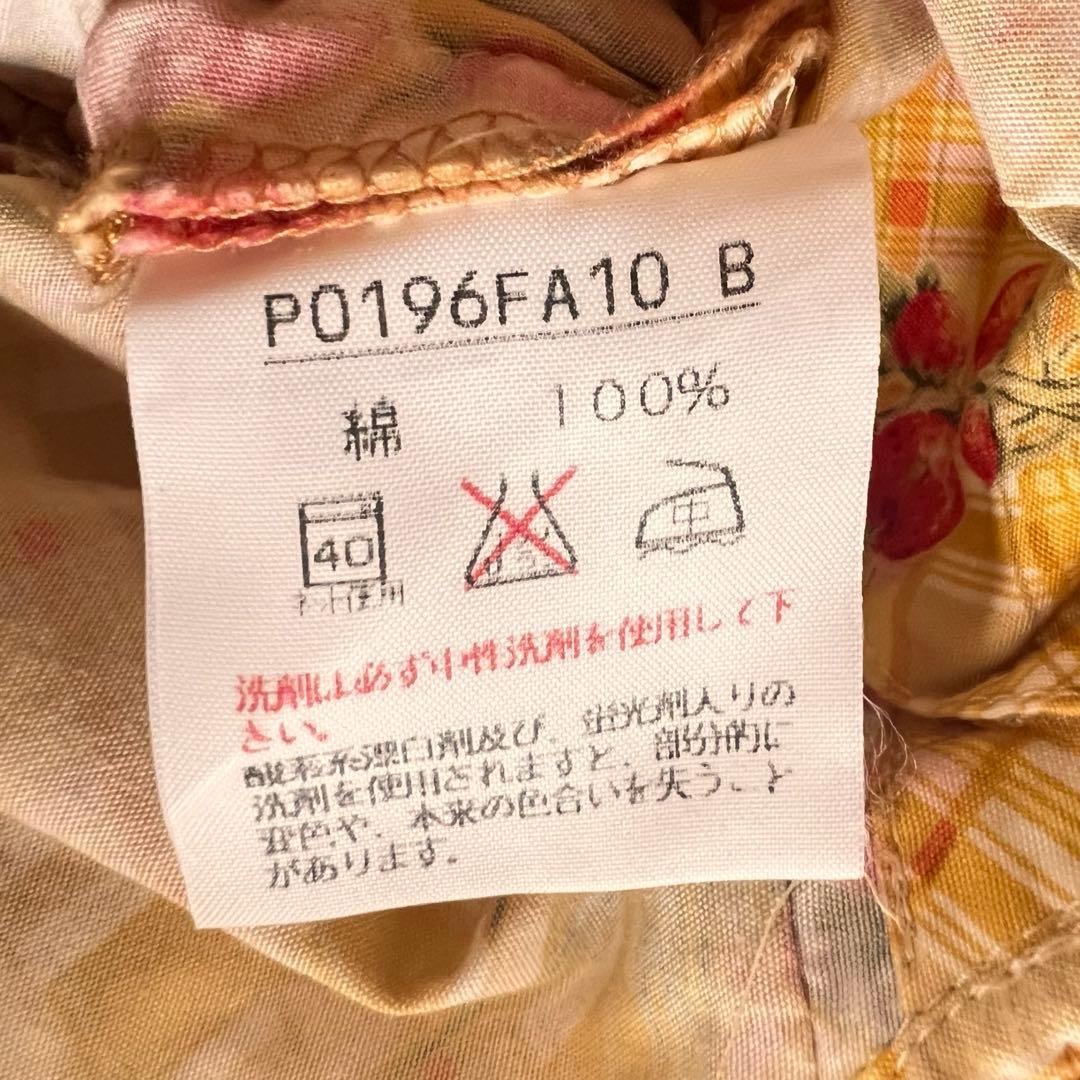 P0196FA10 B
綿 100%
40
中
ネット使用
洗剤は必ず中性洗剤を使用して下
さい。
酸素系漂白剤及び、蛍光剤入りの
洗剤を使用されますと、部分的に
変色や、本来の色合いを失うこと
があります。